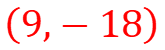 (9, – 18)